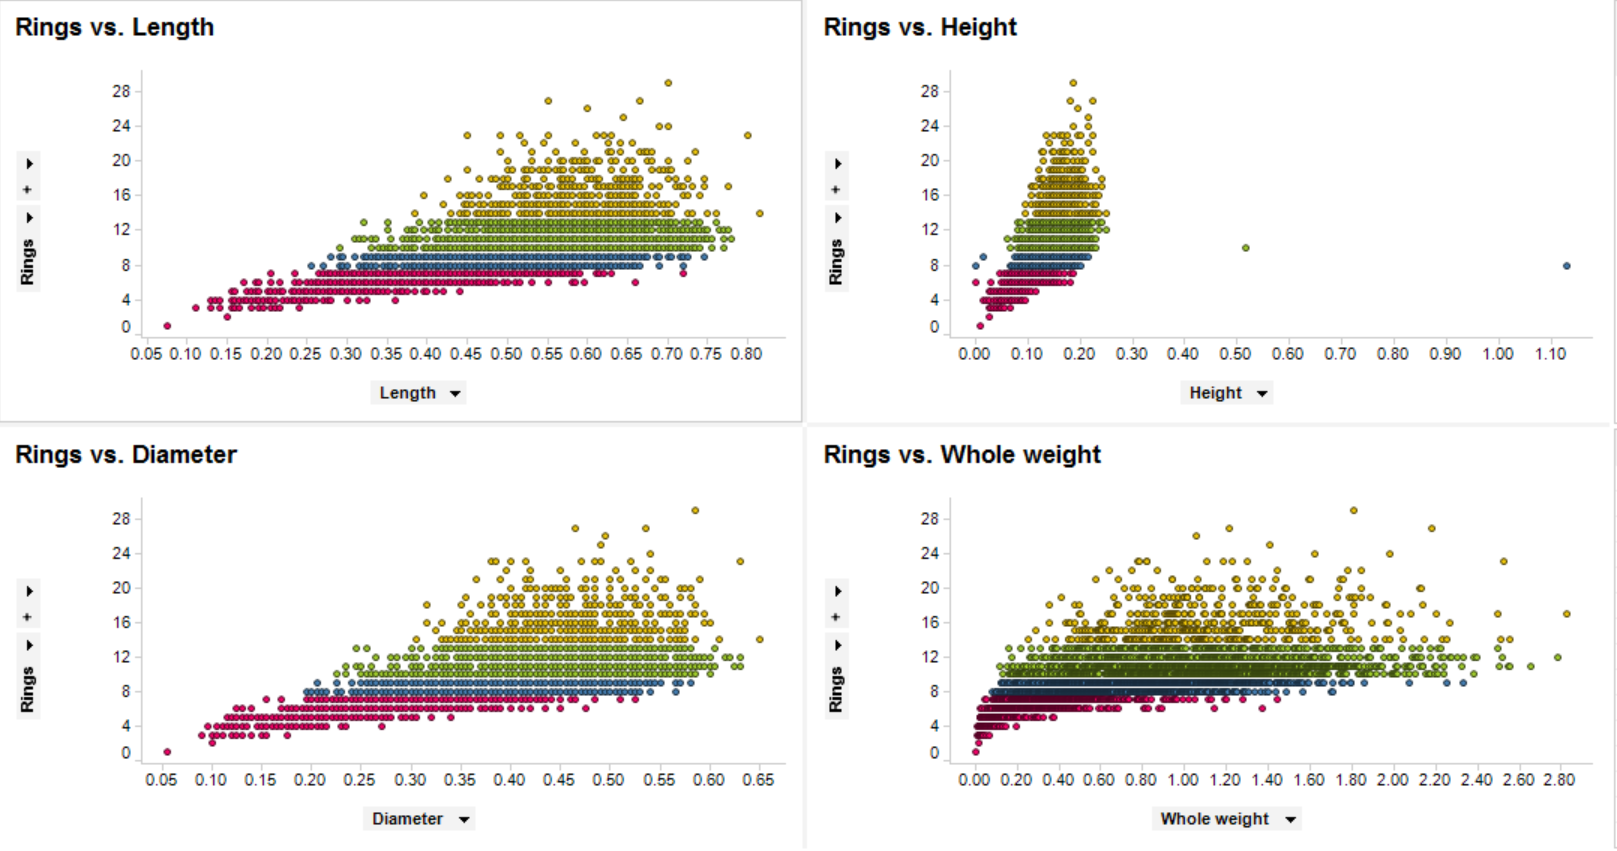 Rings vs. Length
28
24
20
16
12
8
4
0
+
Rings
0.05 0.10 0.15 0.20 0.25 0.30 0.35 0.40 0.45 0.50 0.55 0.60 0.65 0.70 0.75 0.80
Length
Rings vs. Height
28
24
20
16
12
8
4
0
+
Rings
0.00 0.10 0.20 0.30 0.40 0.50 0.60 0.70 0.80 0.90 1.00 1.10
Height
Rings vs. Diameter
28
24
20
16
12
8
4
0
+
Rings
0.05 0.10 0.15 0.20 0.25 0.30 0.35 0.40 0.45 0.50 0.55 0.60 0.65
Diameter
Rings vs. Whole weight
28
24
20
16
12
8
4
0
+
Rings
0.00 0.20 0.40 0.60 0.80 1.00 1.20 1.40 1.60 1.80 2.00 2.20 2.40 2.60 2.80
Whole weight